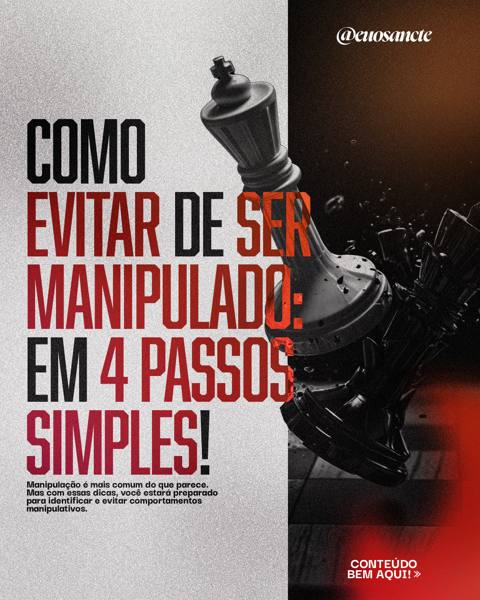 @euosancte
COMO
EVITAR DE SER
MANIPULADO:
EM 4 PASSOS
SIMPLES!
Manipulação é mais comum do que parece.
Mas com essas dicas, você estará preparado
para identificar e evitar comportamentos
manipulativos.
CONTEÚDO
BEM AQUI! »